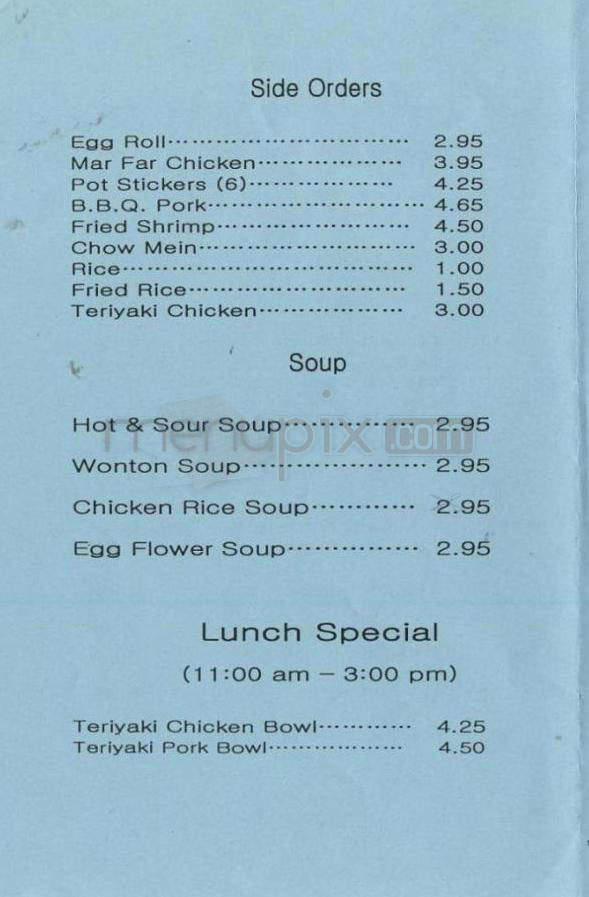 Side Orders
Egg Roll 2.95
Mar Far Chicken 3.95
Pot Stickers (6) 4.25
B.B.Q. Pork 4.65
Fried Shrimp 4.50
Chow Mein 3.00
Rice 1.00
Fried Rice 1.50
Teriyaki Chicken 3.00
Soup
Hot & Sour Soup 2.95
menupix.com
Wonton Soup 2.95
Chicken Rice Soup 2.95
Egg Flower Soup 2.95
Lunch Special
(11:00 am – 3:00 pm)
Teriyaki Chicken Bowl 4.25
Teriyaki Pork Bowl 4.50